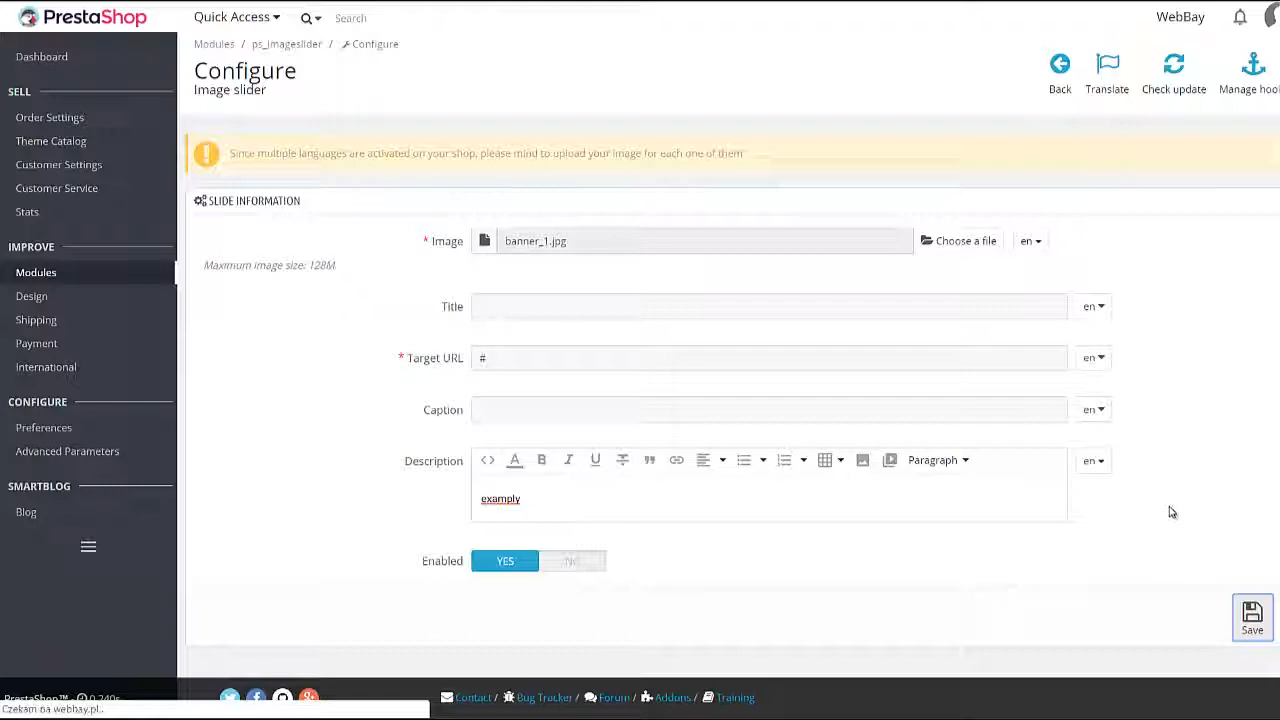 PrestaShop
Quick Access
Search
WebBay
Modules / ps_imageslider / Configure
Configure
Image slider
Back
Translate
Check update
Manage hoo
Dashboard
SELL
Order Settings
Theme Catalog
Customer Settings
Customer Service
Stats
IMPROVE
Modules
Design
Shipping
Payment
International
CONFIGURE
Preferences
Advanced Parameters
SMARTBLOG
Blog
Since multiple languages are activated on your shop, please mind to upload your image for each one of them
SLIDE INFORMATION
* Image banner_1.jpg Choose a file en
Maximum image size: 128M.
Title en
* Target URL # en
Caption en
Description Paragraph en
examply
Enabled YES NO
Save
PrestaShop™ - 0.240s
Contact / Bug Tracker / Forum / Addons / Training
Czekam na webbay.pl...